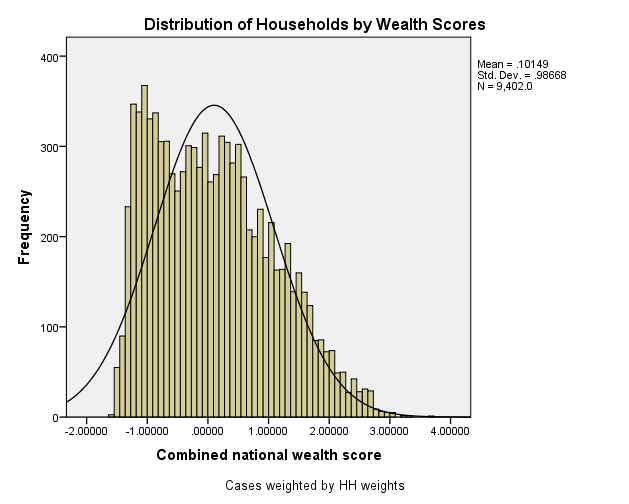 Distribution of Households by Wealth Scores
Mean = .10149
Std. Dev. = .98668
N = 9,402.0
Frequency
400
300
200
100
0
-2.00000 -1.00000 .00000 1.00000 2.00000 3.00000 4.00000
Combined national wealth score
Cases weighted by HH weights